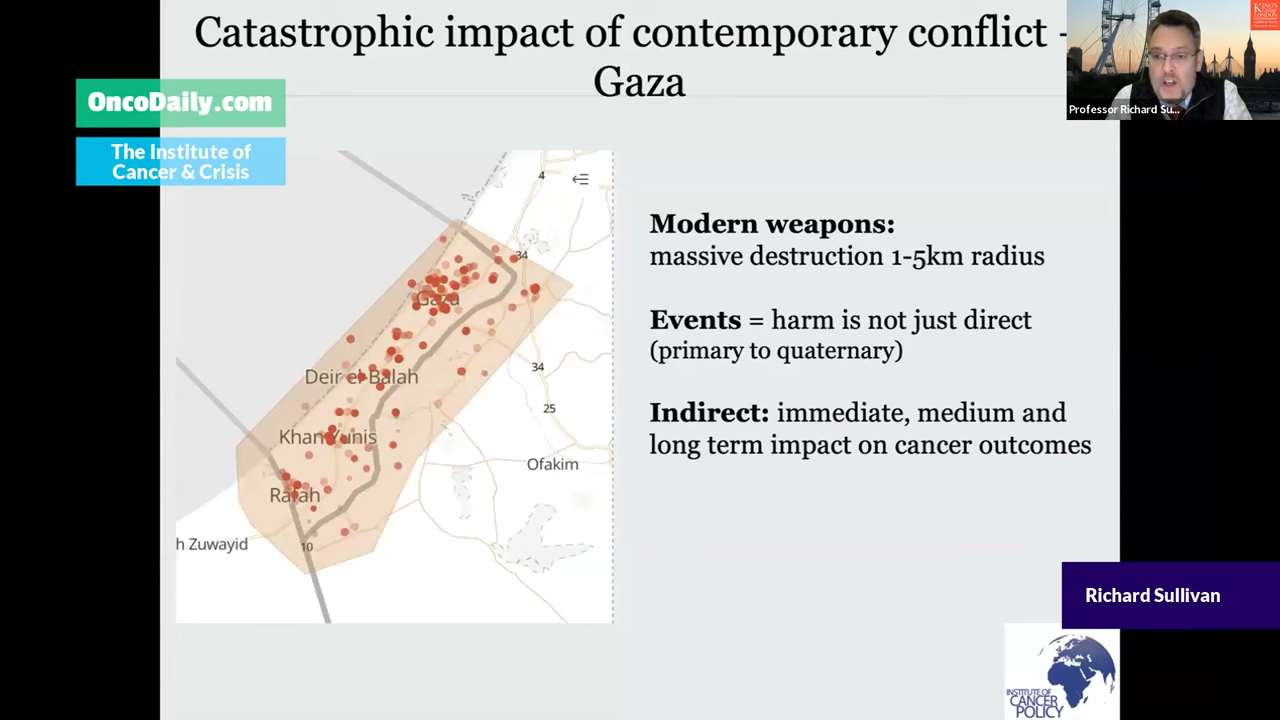 Catastrophic impact of contemporary conflict -
Gaza
KING'S
College
LONDON
Professor Richard Su...
OncoDaily.com
The Institute of
Cancer & Crisis
4
34
Gaza
Deir el-Balah
34
25
Khan Yunis
Ofakim
Rafah
h Zuwayid
10
Modern weapons:
massive destruction 1-5km radius
Events = harm is not just direct
(primary to quaternary)
Indirect: immediate, medium and
long term impact on cancer outcomes
Richard Sullivan
INSTITUTE OF
CANCER
POLICY